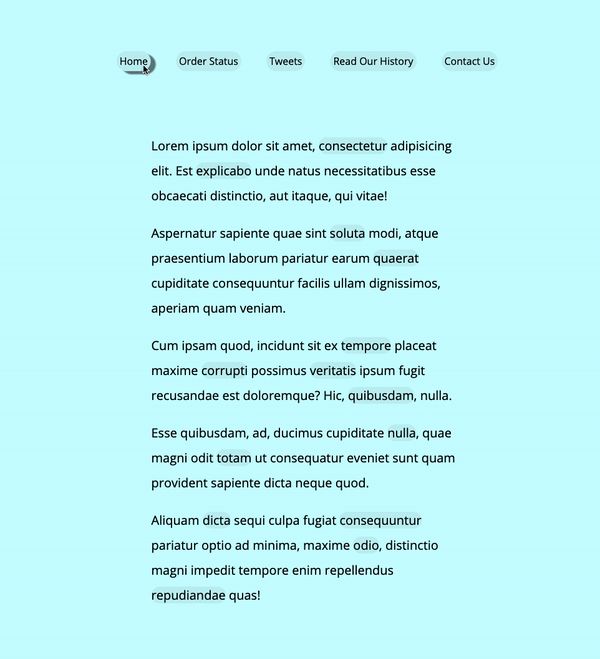 Home Order Status Tweets Read Our History Contact Us
Lorem ipsum dolor sit amet, consectetur adipisicing
elit. Est explicabo unde natus necessitatibus esse
obcaecati distinctio, aut itaque, qui vitae!
Aspernatur sapiente quae sint soluta modi, atque
praesentium laborum pariatur earum quaerat
cupiditate consequuntur facilis ullam dignissimos,
aperiam quam veniam.
Cum ipsam quod, incidunt sit ex tempore placeat
maxime corrupti possimus veritatis ipsum fugit
recusandae est doloremque? Hic, quibusdam, nulla.
Esse quibusdam, ad, ducimus cupiditate nulla, quae
magni odit totam ut consequatur eveniet sunt quam
provident sapiente dicta neque quod.
Aliquam dicta sequi culpa fugiat consequuntur
pariatur optio ad minima, maxime odio, distinctio
magni impedit tempore enim repellendus
repudiandae quas!